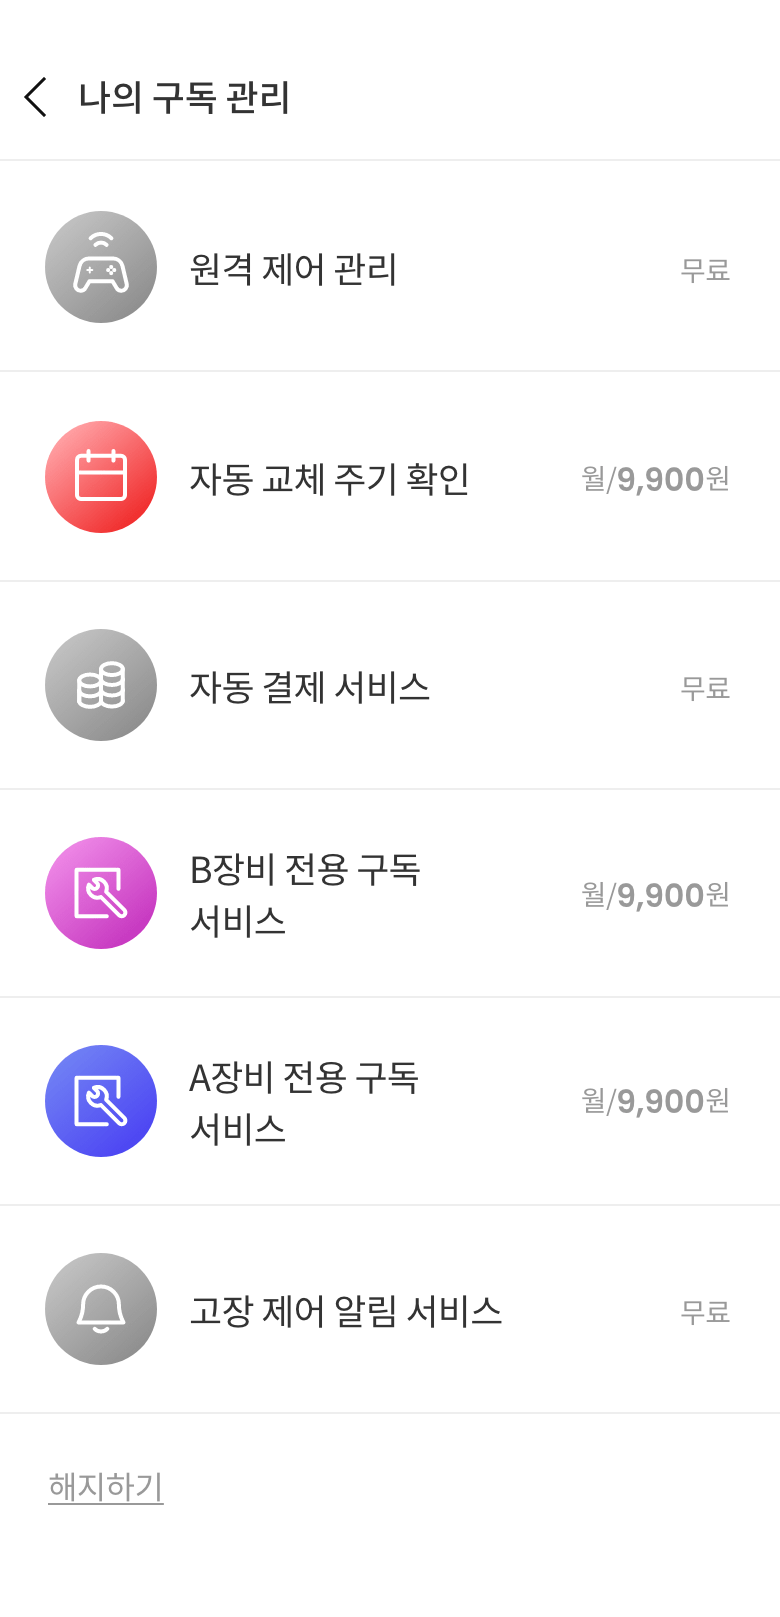 나의 구독 관리
원격 제어 관리
무료
자동 교체 주기 확인
월/9,900원
자동 결제 서비스
무료
B장비 전용 구독
서비스
월/9,900원
A장비 전용 구독
서비스
월/9,900원
고장 제어 알림 서비스
무료
해지하기